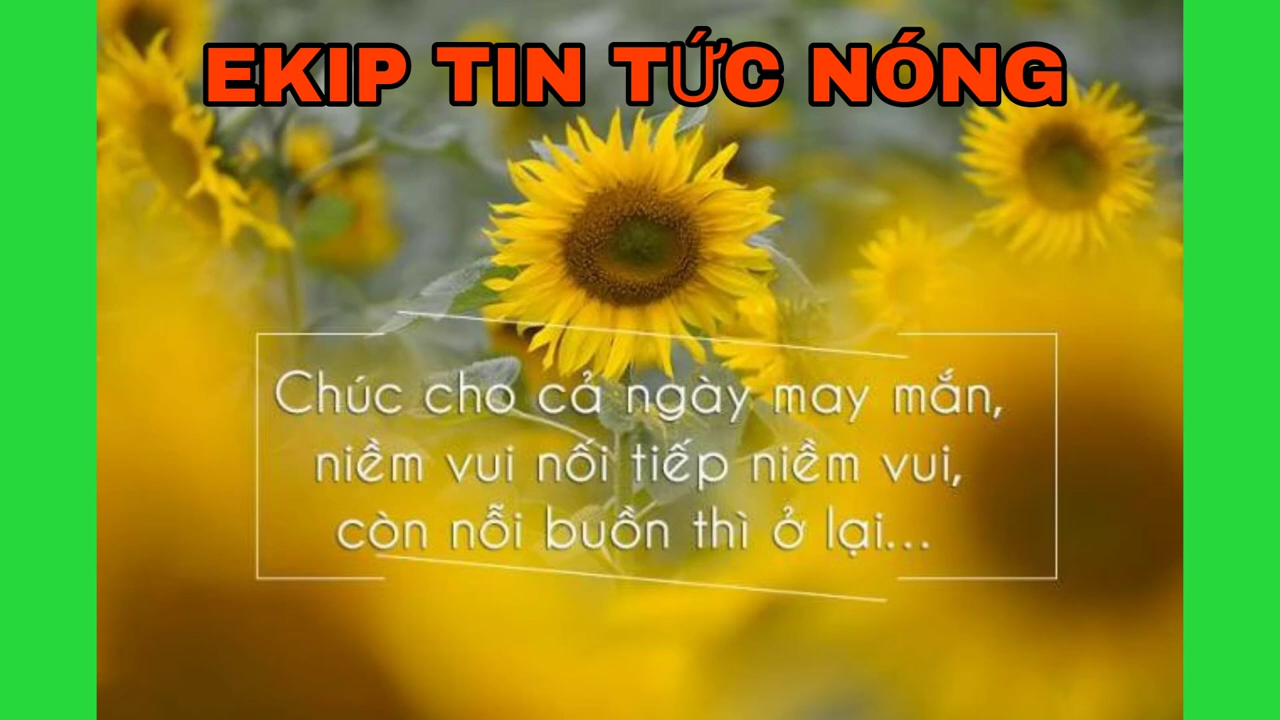 EKIP TIN TỨC NÓNG
Chúc cho cả ngày may mắn,
niềm vui nối tiếp niềm vui,
còn nỗi buồn thì ở lại...